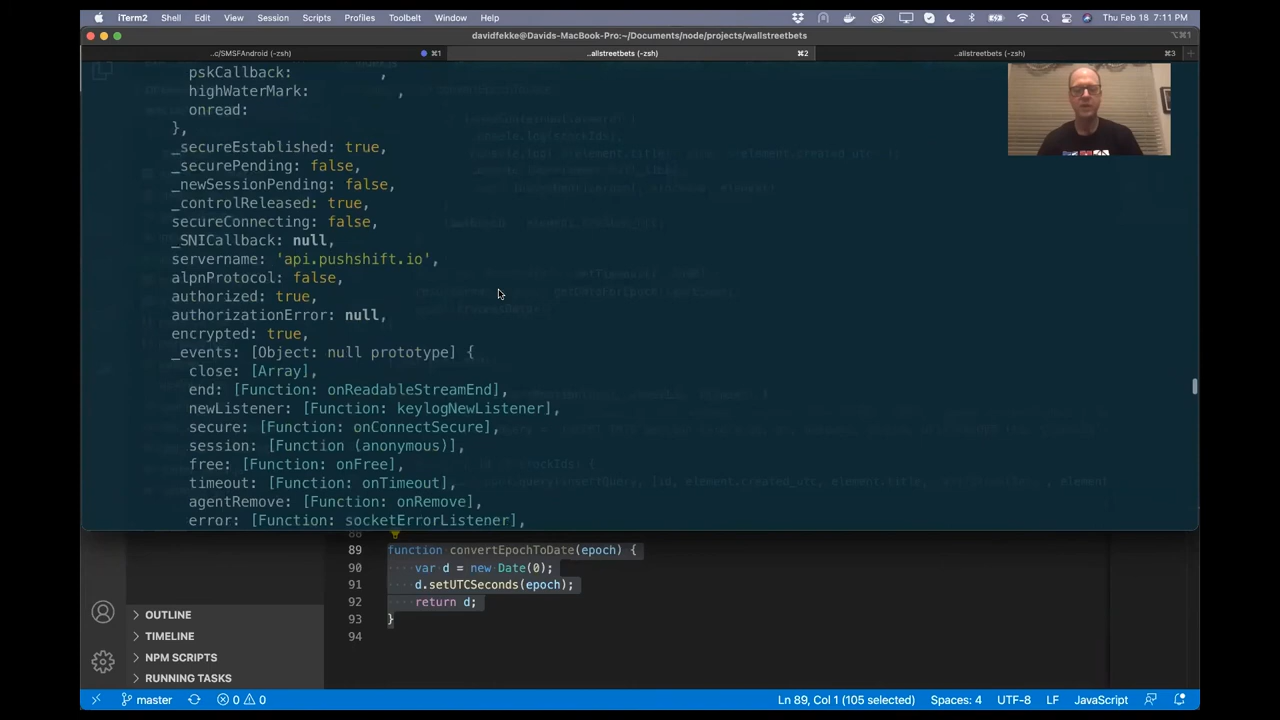 iTerm2 Shell Edit View Session Scripts Profiles Toolbelt Window Help Thu Feb 18 7:11 PM
davidfekke@Davids-MacBook-Pro:~/Documents/node/projects/wallstreetbets ⌥⌘1
..c/SMSFAndroid (-zsh) ⌘1 ..allstreetbets (-zsh) ⌘2 ..allstreetbets (-zsh) ⌘3
pskCallback: ,
highWaterMark: ,
onread:
},
_secureEstablished: true,
_securePending: false,
_newSessionPending: false,
_controlReleased: true,
secureConnecting: false,
_SNICallback: null,
servername: 'api.pushshift.io',
alpnProtocol: false,
authorized: true,
authorizationError: null,
encrypted: true,
_events: [Object: null prototype] {
close: [Array],
end: [Function: onReadableStreamEnd],
newListener: [Function: keylogNewListener],
secure: [Function: onConnectSecure],
session: [Function (anonymous)],
free: [Function: onFree],
timeout: [Function: onTimeout],
agentRemove: [Function: onRemove],
error: [Function: socketErrorListener],
88
89 function convertEpochToDate(epoch) {
90 var d = new Date(0);
91 d.setUTCSeconds(epoch);
92 return d;
93 }
94
OUTLINE
TIMELINE
NPM SCRIPTS
RUNNING TASKS
master 0 0 Ln 89, Col 1 (105 selected) Spaces: 4 UTF-8 LF JavaScript